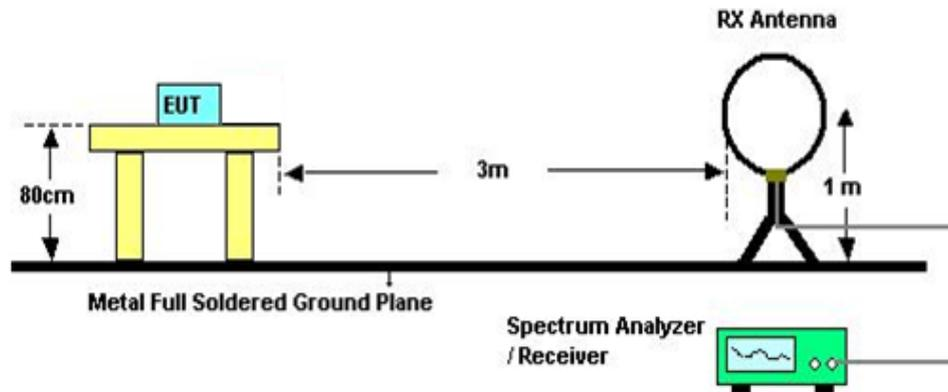 RX Antenna
EUT
80cm
3m
1 m
Metal Full Soldered Ground Plane
Spectrum Analyzer
/ Receiver